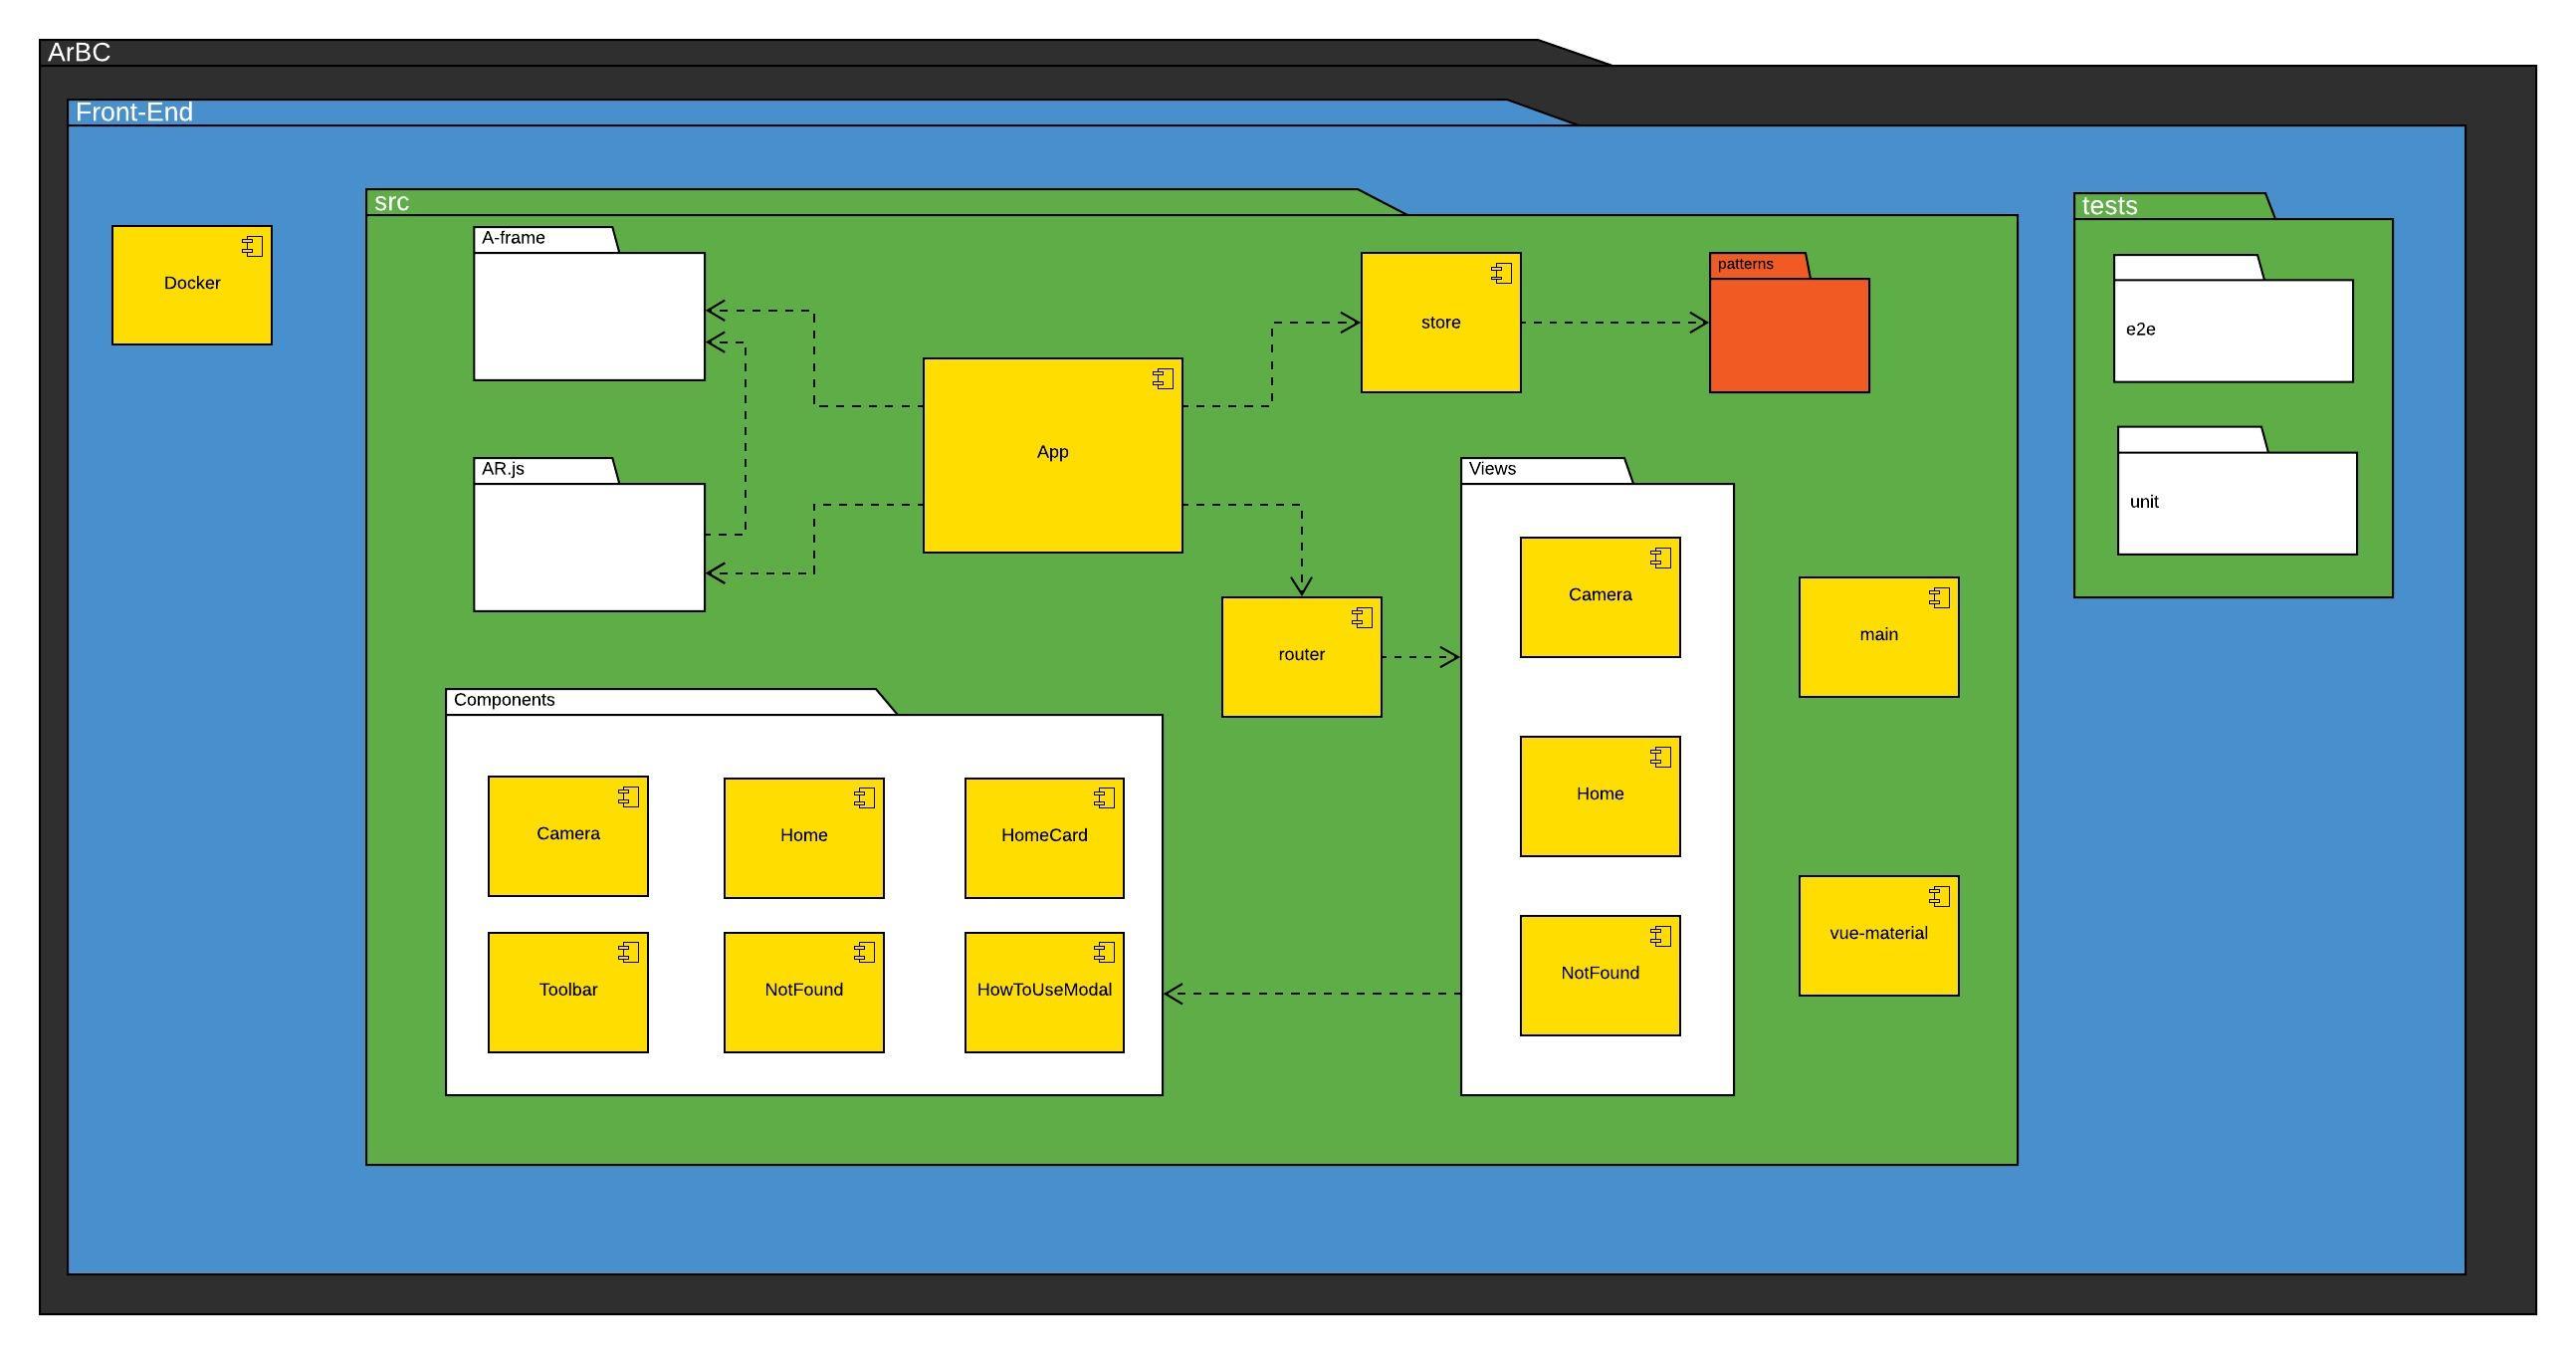 ArBC
Front-End
src
tests
A-frame
patterns
Docker
store
e2e
App
AR.js
Views
unit
Camera
main
router
Components
Home
Camera
Home
HomeCard
vue-material
NotFound
Toolbar
NotFound
HowToUseModal